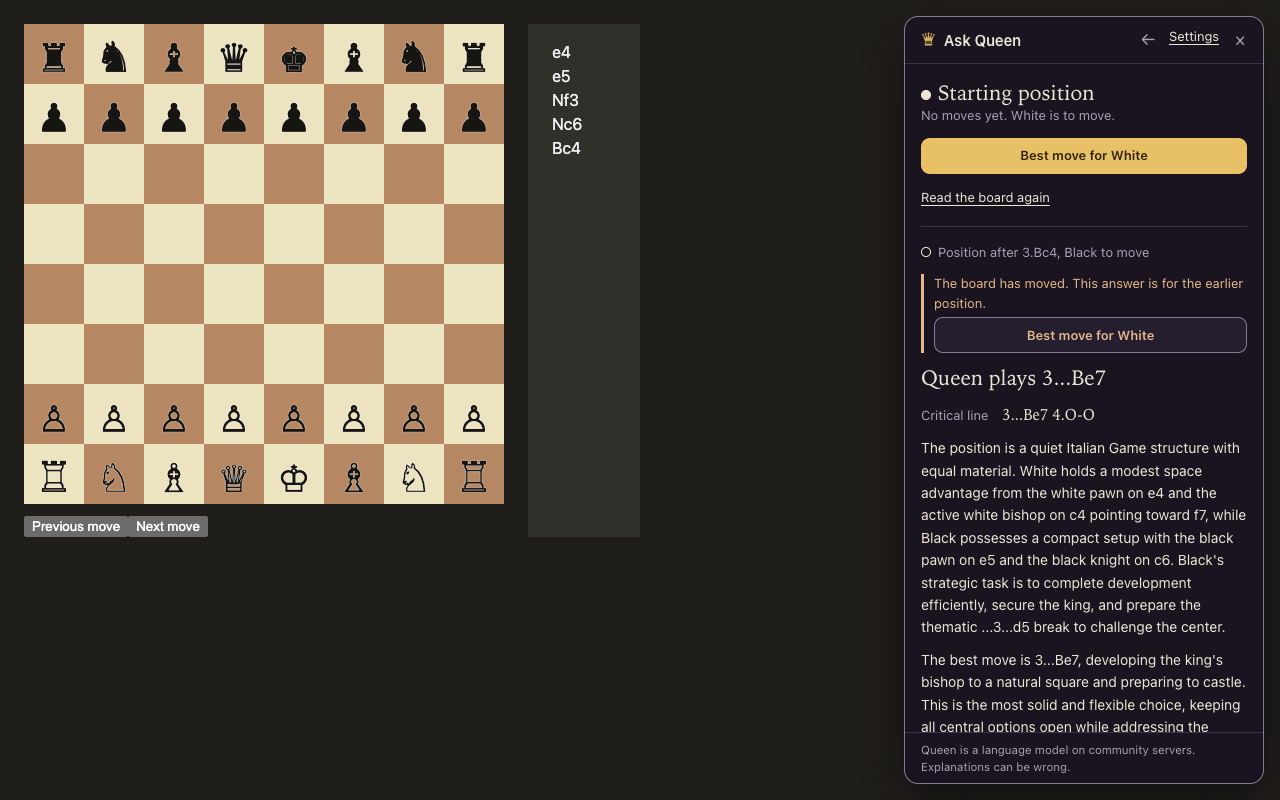 e4
e5
Nf3
Nc6
Bc4
Previous move
Next move
Ask Queen
Settings
Starting position
No moves yet. White is to move.
Best move for White
Read the board again
Position after 3.Bc4, Black to move
The board has moved. This answer is for the earlier
position.
Best move for White
Queen plays 3...Be7
Critical line 3...Be7 4.O-O
The position is a quiet Italian Game structure with
equal material. White holds a modest space
advantage from the white pawn on e4 and the
active white bishop on c4 pointing toward f7, while
Black possesses a compact setup with the black
pawn on e5 and the black knight on c6. Black's
strategic task is to complete development
efficiently, secure the king, and prepare the
thematic ...3...d5 break to challenge the center.
The best move is 3...Be7, developing the king's
bishop to a natural square and preparing to castle.
This is the most solid and flexible choice, keeping
all central options open while addressing the
Queen is a language model on community servers.
Explanations can be wrong.